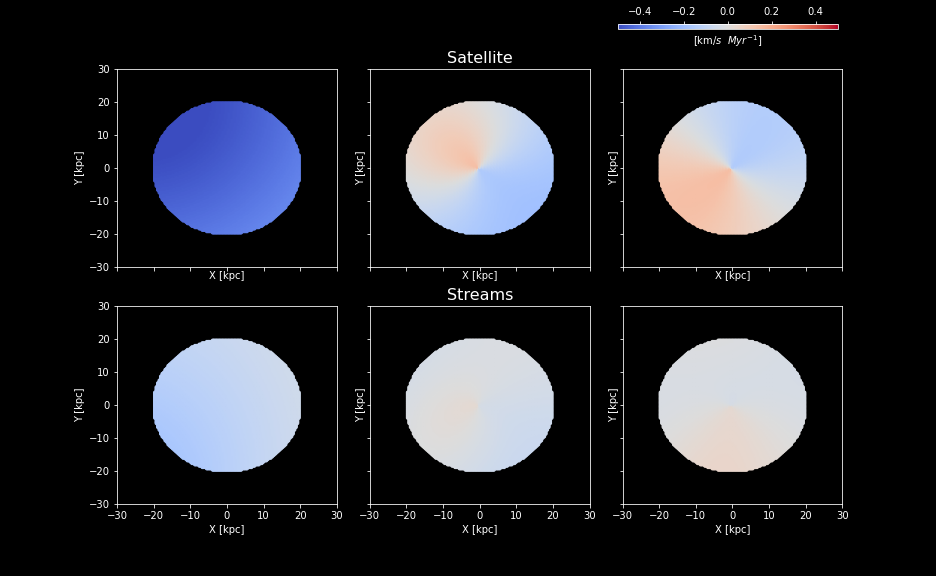 −0.4 −0.2 0.0 0.2 0.4
[km/s Myr⁻¹]
Satellite
30
20
10
0
−10
−20
−30
Y [kpc]
Y [kpc]
Y [kpc]
X [kpc] X [kpc] X [kpc]
Streams
30
20
10
0
−10
−20
−30
Y [kpc]
Y [kpc]
Y [kpc]
−30 −20 −10 0 10 20 30 −30 −20 −10 0 10 20 30 −30 −20 −10 0 10 20 30
X [kpc] X [kpc] X [kpc]